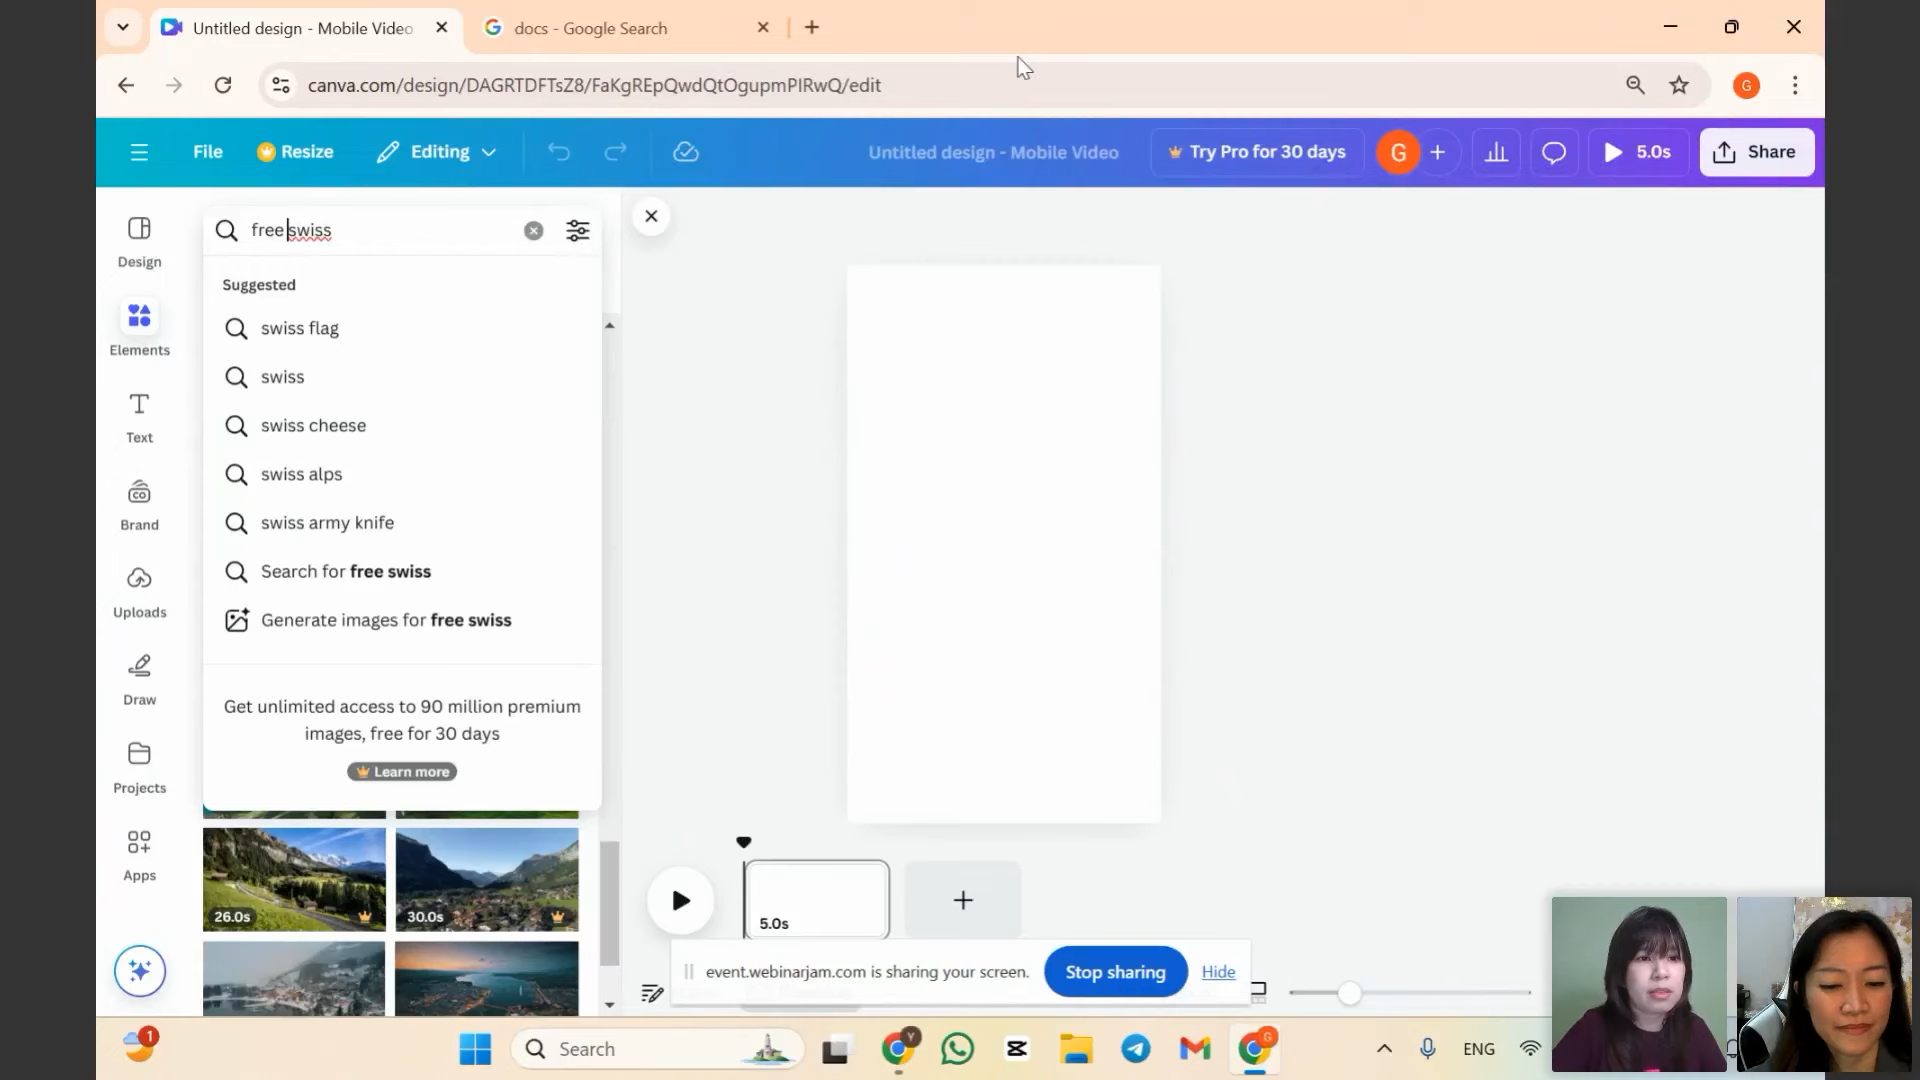 Untitled design - Mobile Video
docs - Google Search
canva.com/design/DAGRTDFTsZ8/FaKgREpQwdQtOgupmPIRwQ/edit
G
File
Resize
Editing
Untitled design - Mobile Video
Try Pro for 30 days
G
5.0s
Share
Design
Elements
Text
Brand
Uploads
Draw
Projects
Apps
free swiss
Suggested
swiss flag
swiss
swiss cheese
swiss alps
swiss army knife
Search for free swiss
Generate images for free swiss
Get unlimited access to 90 million premium
images, free for 30 days
Learn more
26.0s
30.0s
5.0s
event.webinarjam.com is sharing your screen.
Stop sharing
Hide
1
Search
Y
G
ENG